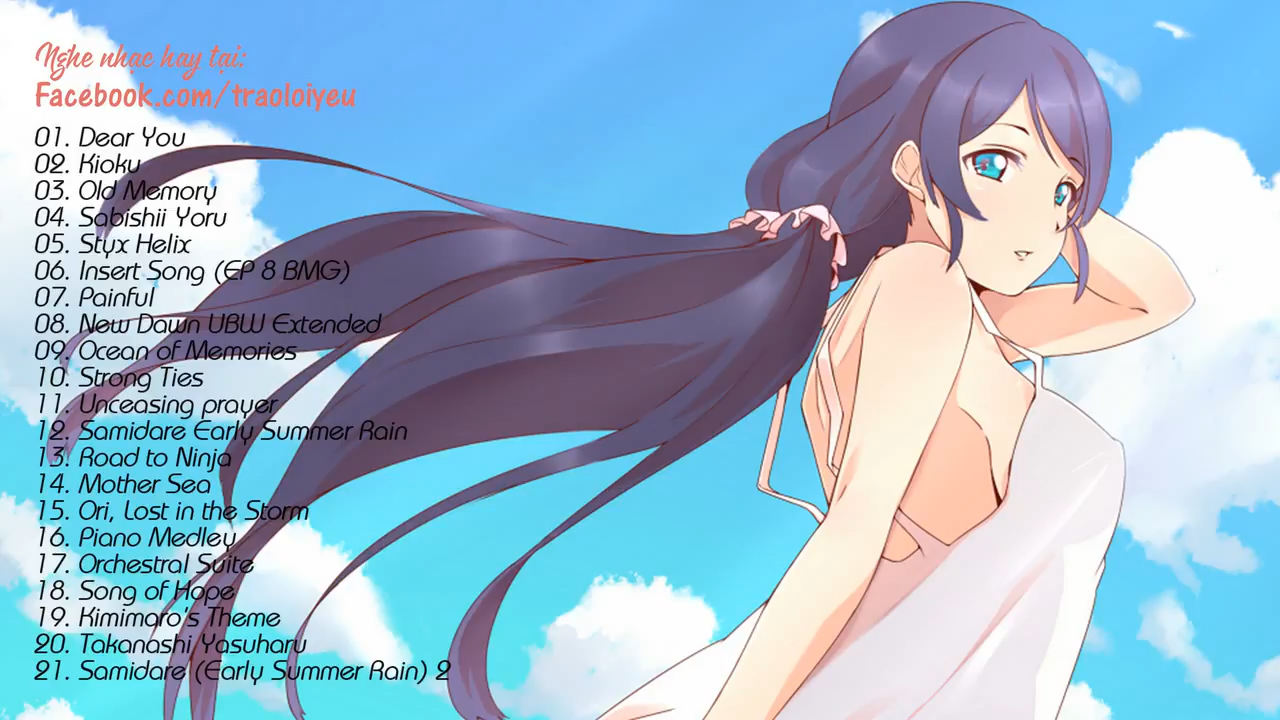 Nghe nhạc hay tại:
Facebook.com/traoloiyeu
01. Dear You
02. Kioku
03. Old Memory
04. Sabishii Yoru
05. Styx Helix
06. Insert Song (EP 8 BMG)
07. Painful
08. New Dawn UBW Extended
09. Ocean of Memories
10. Strong Ties
11. Unceasing prayer
12. Samidare Early Summer Rain
13. Road to Ninja
14. Mother Sea
15. Ori, Lost in the Storm
16. Piano Medley
17. Orchestral Suite
18. Song of Hope
19. Kimimaro's Theme
20. Takanashi Yasuharu
21. Samidare (Early Summer Rain) 2